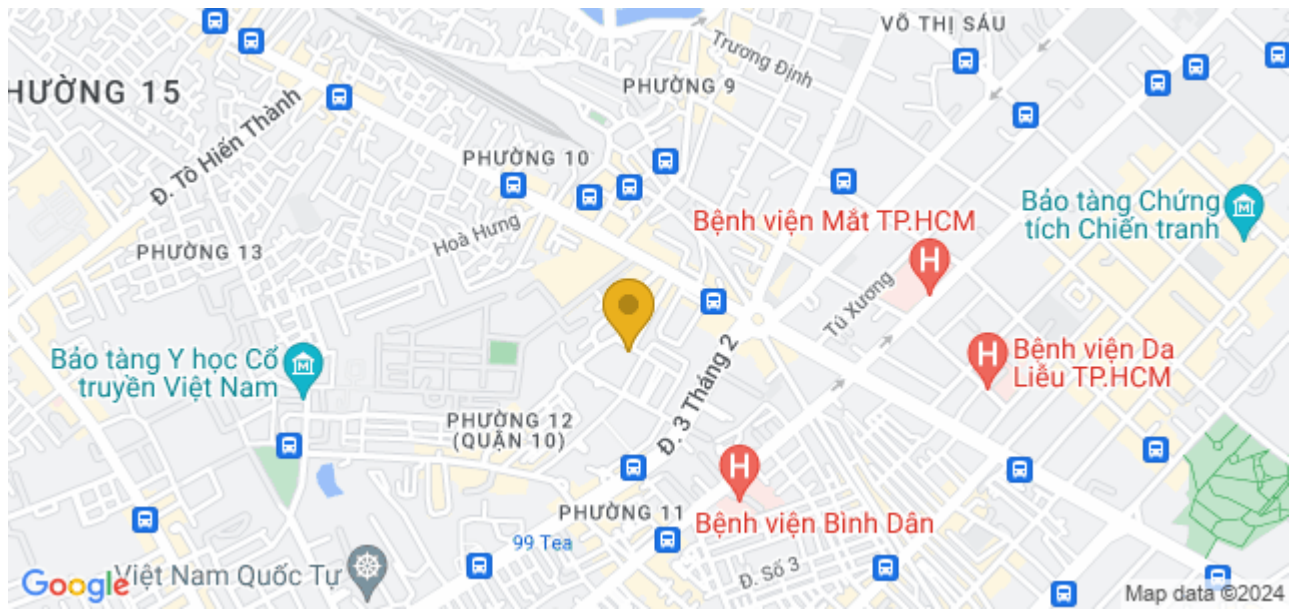 VÕ THỊ SÁU
Trương Định
PHƯỜNG 9
HƯỜNG 15
Đ. Tô Hiến Thành
PHƯỜNG 10
Bảo tàng Chứng
tích Chiến tranh
Bệnh viện Mắt TP.HCM
Hoà Hưng
PHƯỜNG 13
Tú Xương
Đ. 3 Tháng 2
Bảo tàng Y học Cổ
truyền Việt Nam
Bệnh viện Da
Liễu TP.HCM
PHƯỜNG 12
(QUẬN 10)
PHƯỜNG 11
Bệnh viện Bình Dân
99 Tea
Đ. Số 3
Việt Nam Quốc Tự
Google
Map data ©2024
H
H
H